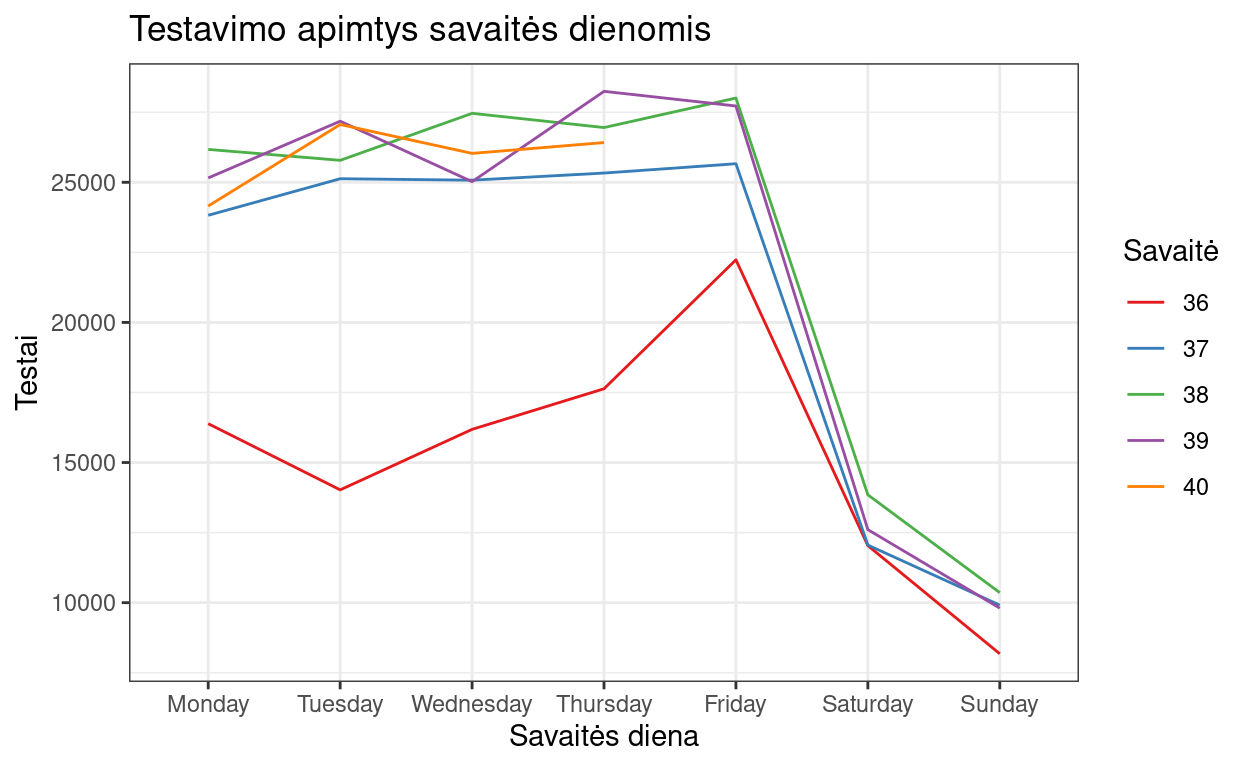 Testavimo apimtys savaitės dienomis
Testai
25000
20000
15000
10000
Monday Tuesday Wednesday Thursday Friday Saturday Sunday
Savaitės diena
Savaitė
36
37
38
39
40